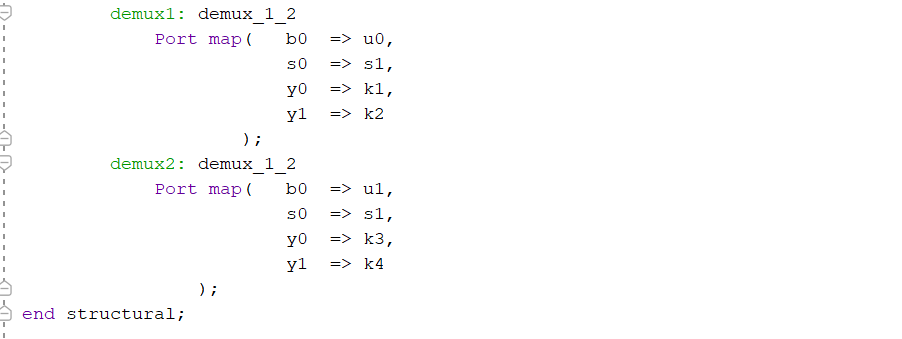 demux1: demux_1_2
Port map( b0 => u0,
s0 => s1,
y0 => k1,
y1 => k2
);
demux2: demux_1_2
Port map( b0 => u1,
s0 => s1,
y0 => k3,
y1 => k4
);
end structural;